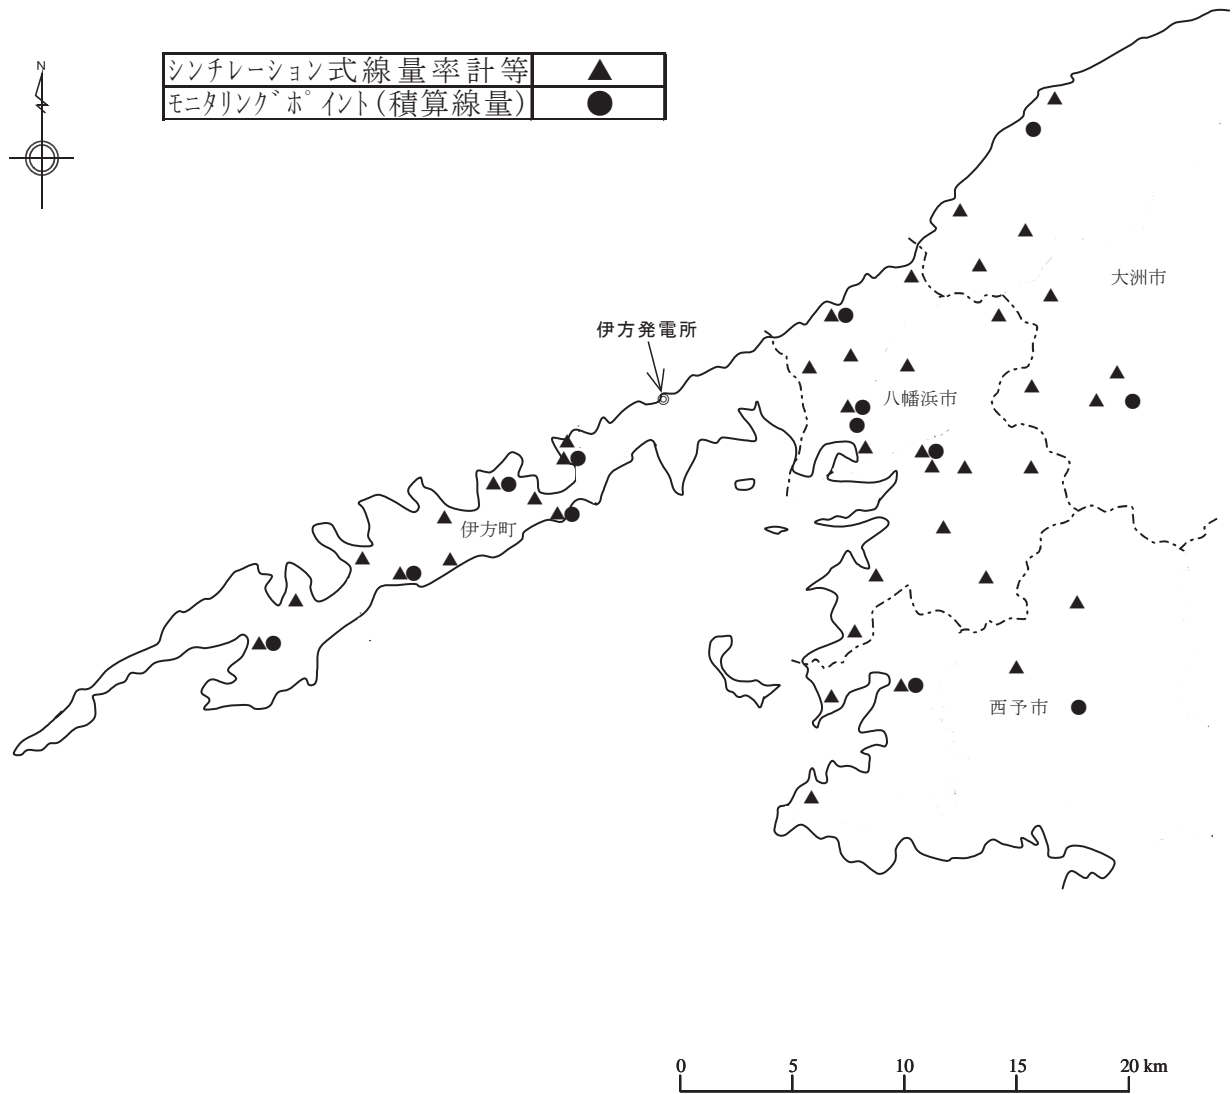 N
シンチレーション式線量率計等 ▲
モニタリングポイント(積算線量) ●
大洲市
伊方発電所
八幡浜市
伊方町
西予市
0 5 10 15 20 km